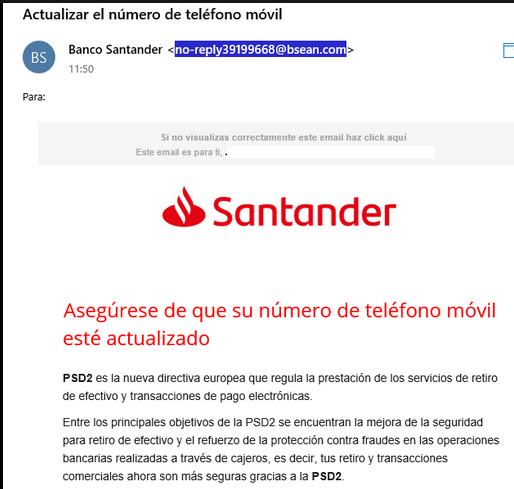 Actualizar el número de teléfono móvil
BS
Banco Santander <no-reply39199668@bsean.com>
11:50
Para:
Si no visualizas correctamente este email haz click aquí
Este email es para ti, .
Santander
Asegúrese de que su número de teléfono móvil
esté actualizado
PSD2 es la nueva directiva europea que regula la prestación de los servicios de retiro
de efectivo y transacciones de pago electrónicas.
Entre los principales objetivos de la PSD2 se encuentran la mejora de la seguridad
para retiro de efectivo y el refuerzo de la protección contra fraudes en las operaciones
bancarias realizadas a través de cajeros, es decir, tus retiro y transacciones
comerciales ahora son más seguras gracias a la PSD2.